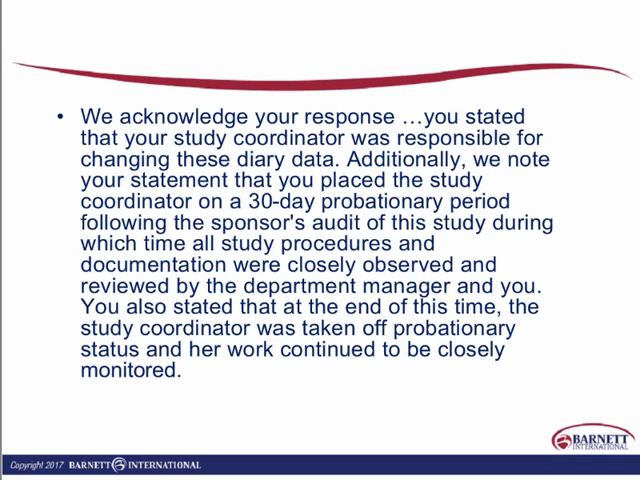 • We acknowledge your response …you stated
that your study coordinator was responsible for
changing these diary data. Additionally, we note
your statement that you placed the study
coordinator on a 30-day probationary period
following the sponsor's audit of this study during
which time all study procedures and
documentation were closely observed and
reviewed by the department manager and you.
You also stated that at the end of this time, the
study coordinator was taken off probationary
status and her work continued to be closely
monitored.
BARNETT
INTERNATIONAL
Copyright 2017 BARNETT INTERNATIONAL